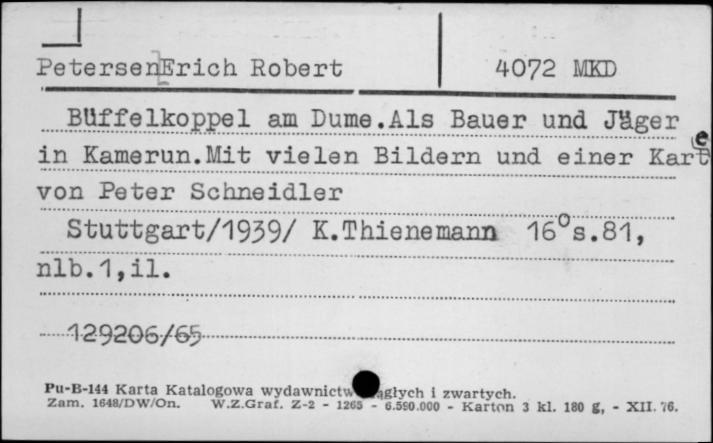 Petersen Erich Robert 4072 MKD
Büffelkoppel am Dume.Als Bauer und Jäger
in Kamerun.Mit vielen Bildern und einer Karte
von Peter Schneidler
Stuttgart/1939/ K.Thienemann 16°s.81,
nlb.1,il.
129206/65
Pu-B-144 Karta Katalogowa wydawnictw ciągłych i zwartych.
Zam. 1648/DW/On. W.Z.Graf. Z-2 - 1265 - 6.590.000 - Karton 3 kl. 180 g, - XII. 76.